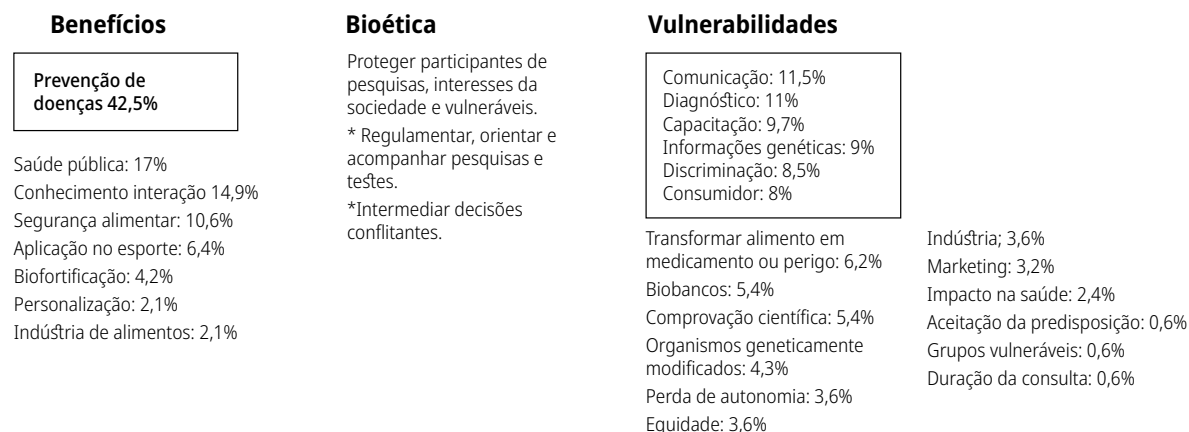 Benefícios
Prevenção de
doenças 42,5%
Saúde pública: 17%
Conhecimento interação 14,9%
Segurança alimentar: 10,6%
Aplicação no esporte: 6,4%
Biofortificação: 4,2%
Personalização: 2,1%
Indústria de alimentos: 2,1%
Bioética
Proteger participantes de
pesquisas, interesses da
sociedade e vulneráveis.
* Regulamentar, orientar e
acompanhar pesquisas e
testes.
*Intermediar decisões
conflitantes.
Vulnerabilidades
Comunicação: 11,5%
Diagnóstico: 11%
Capacitação: 9,7%
Informações genéticas: 9%
Discriminação: 8,5%
Consumidor: 8%
Transformar alimento em
medicamento ou perigo: 6,2%
Biobancos: 5,4%
Comprovação científica: 5,4%
Organismos geneticamente
modificados: 4,3%
Perda de autonomia: 3,6%
Equidade: 3,6%
Indústria; 3,6%
Marketing: 3,2%
Impacto na saúde: 2,4%
Aceitação da predisposição: 0,6%
Grupos vulneráveis: 0,6%
Duração da consulta: 0,6%